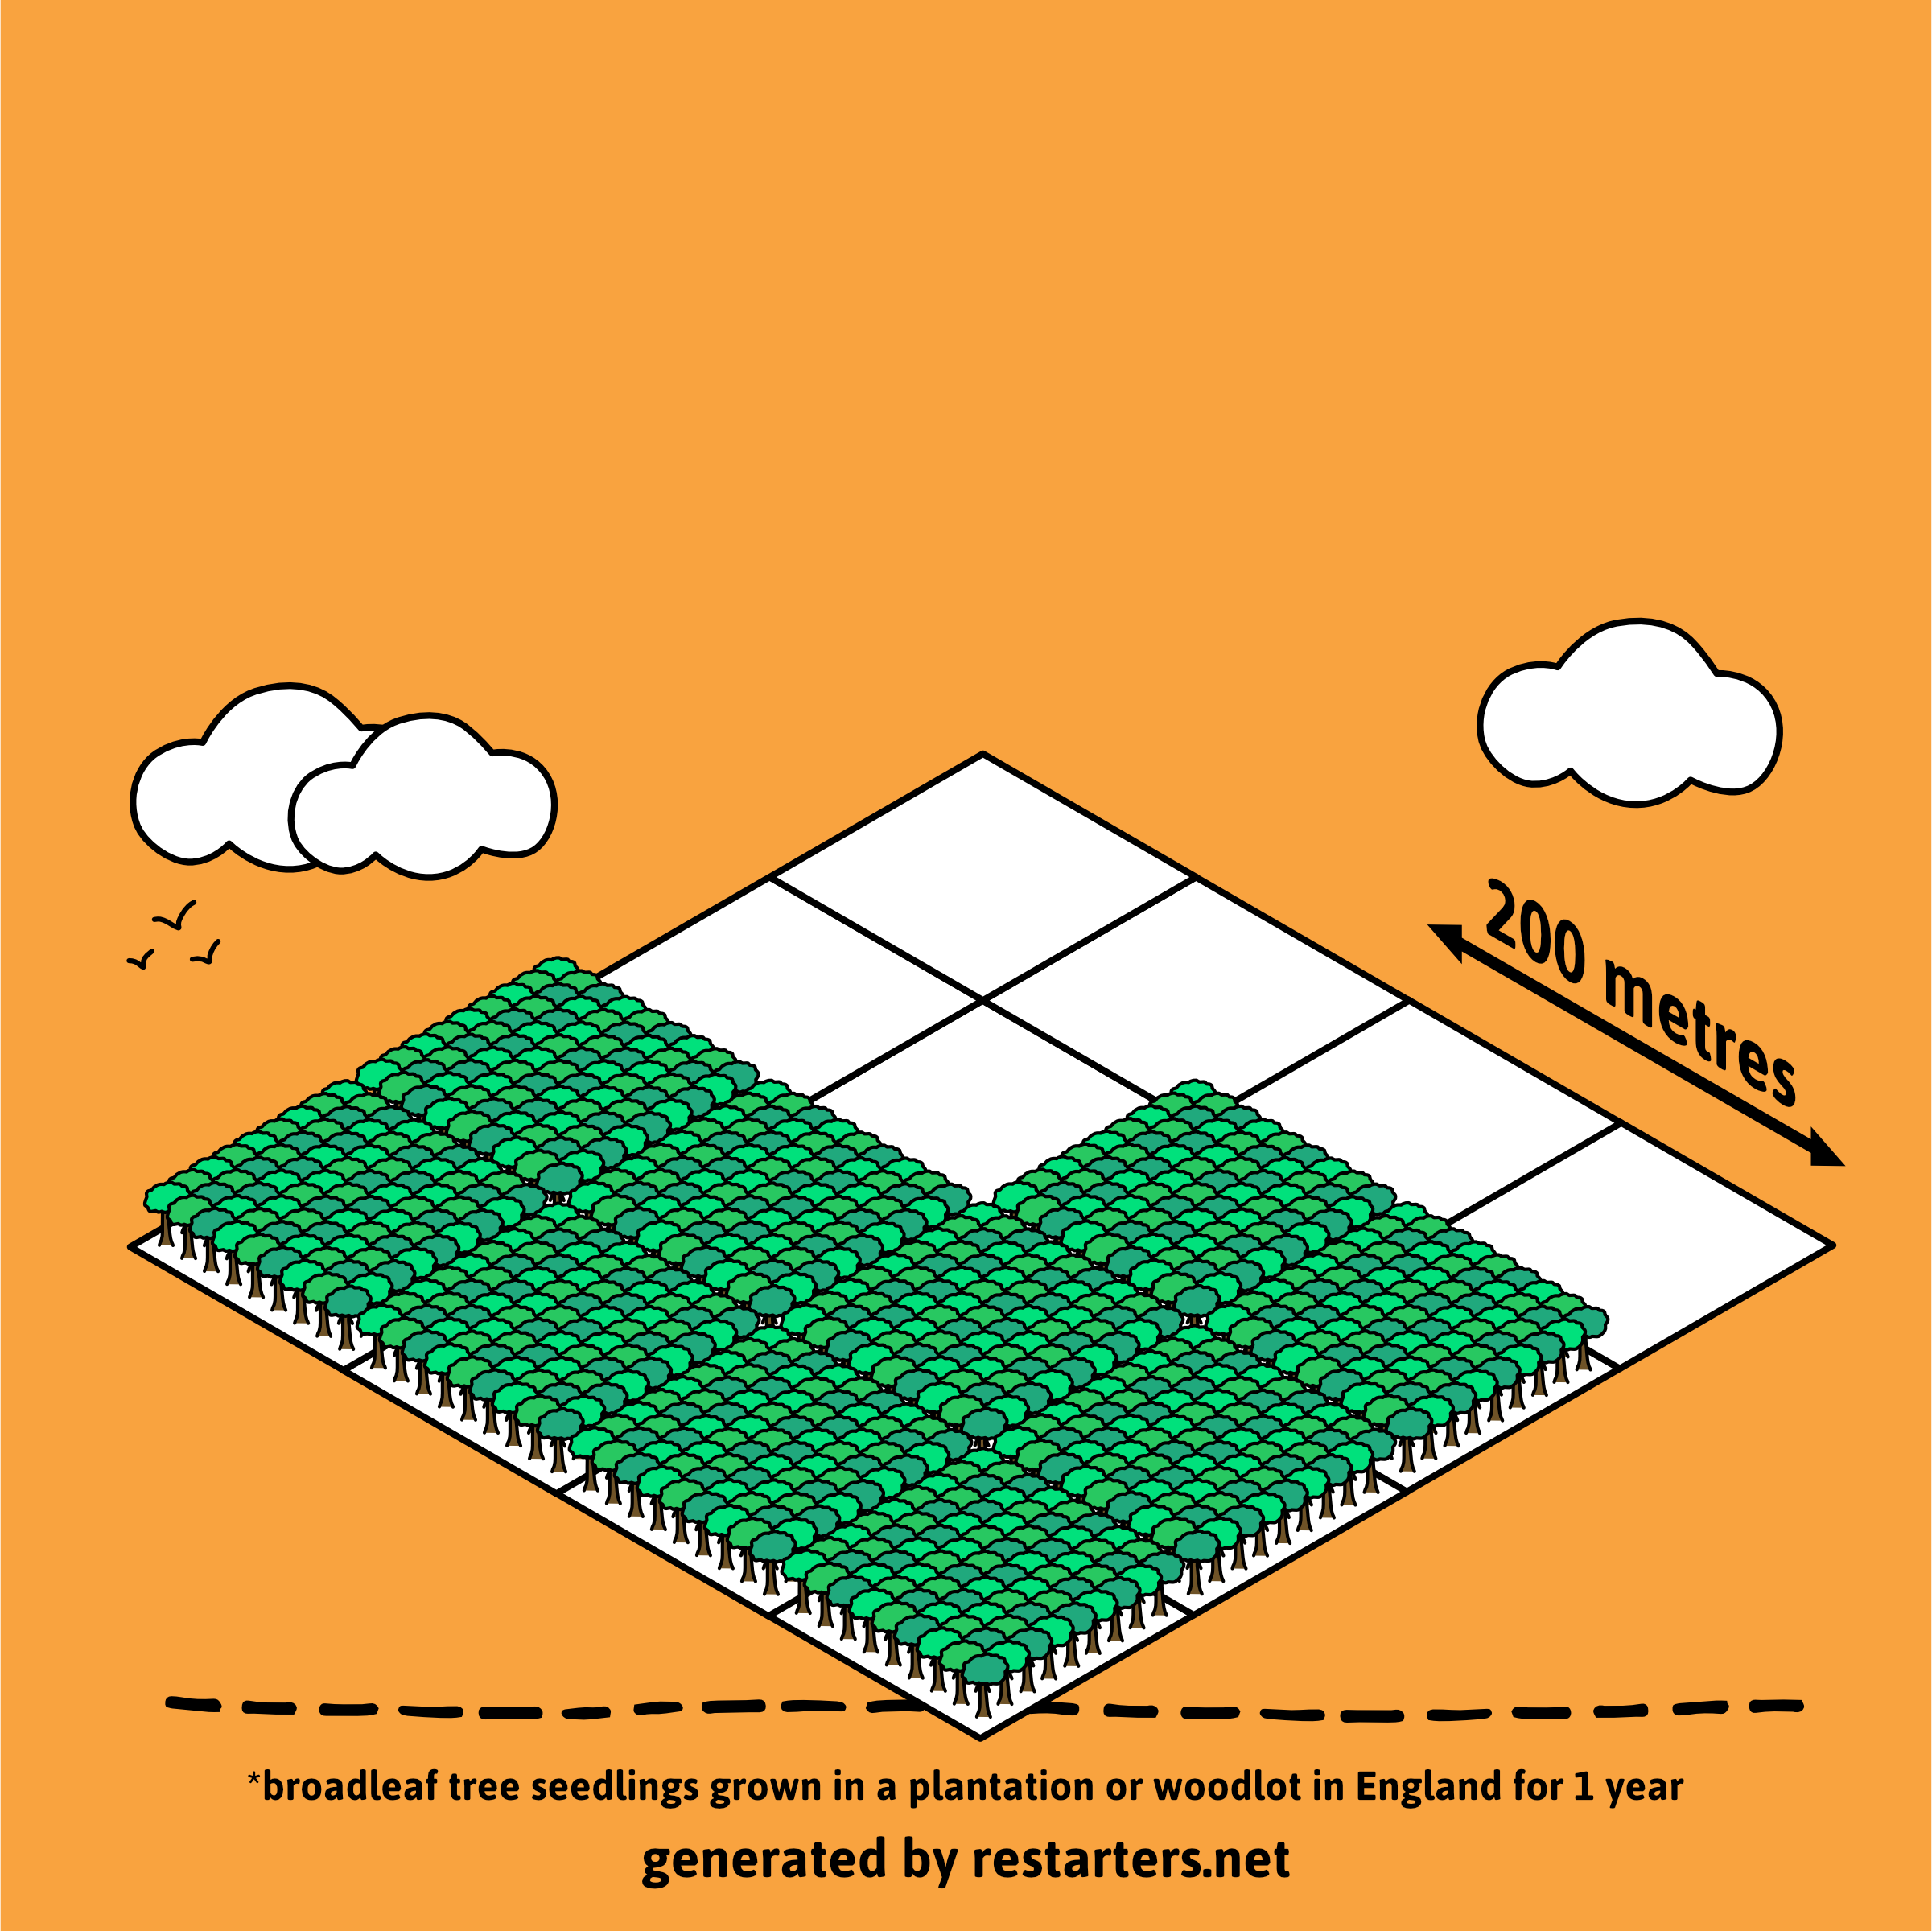 200 metres
*broadleaf tree seedlings grown in a plantation or woodlot in England for 1 year
generated by restarters.net